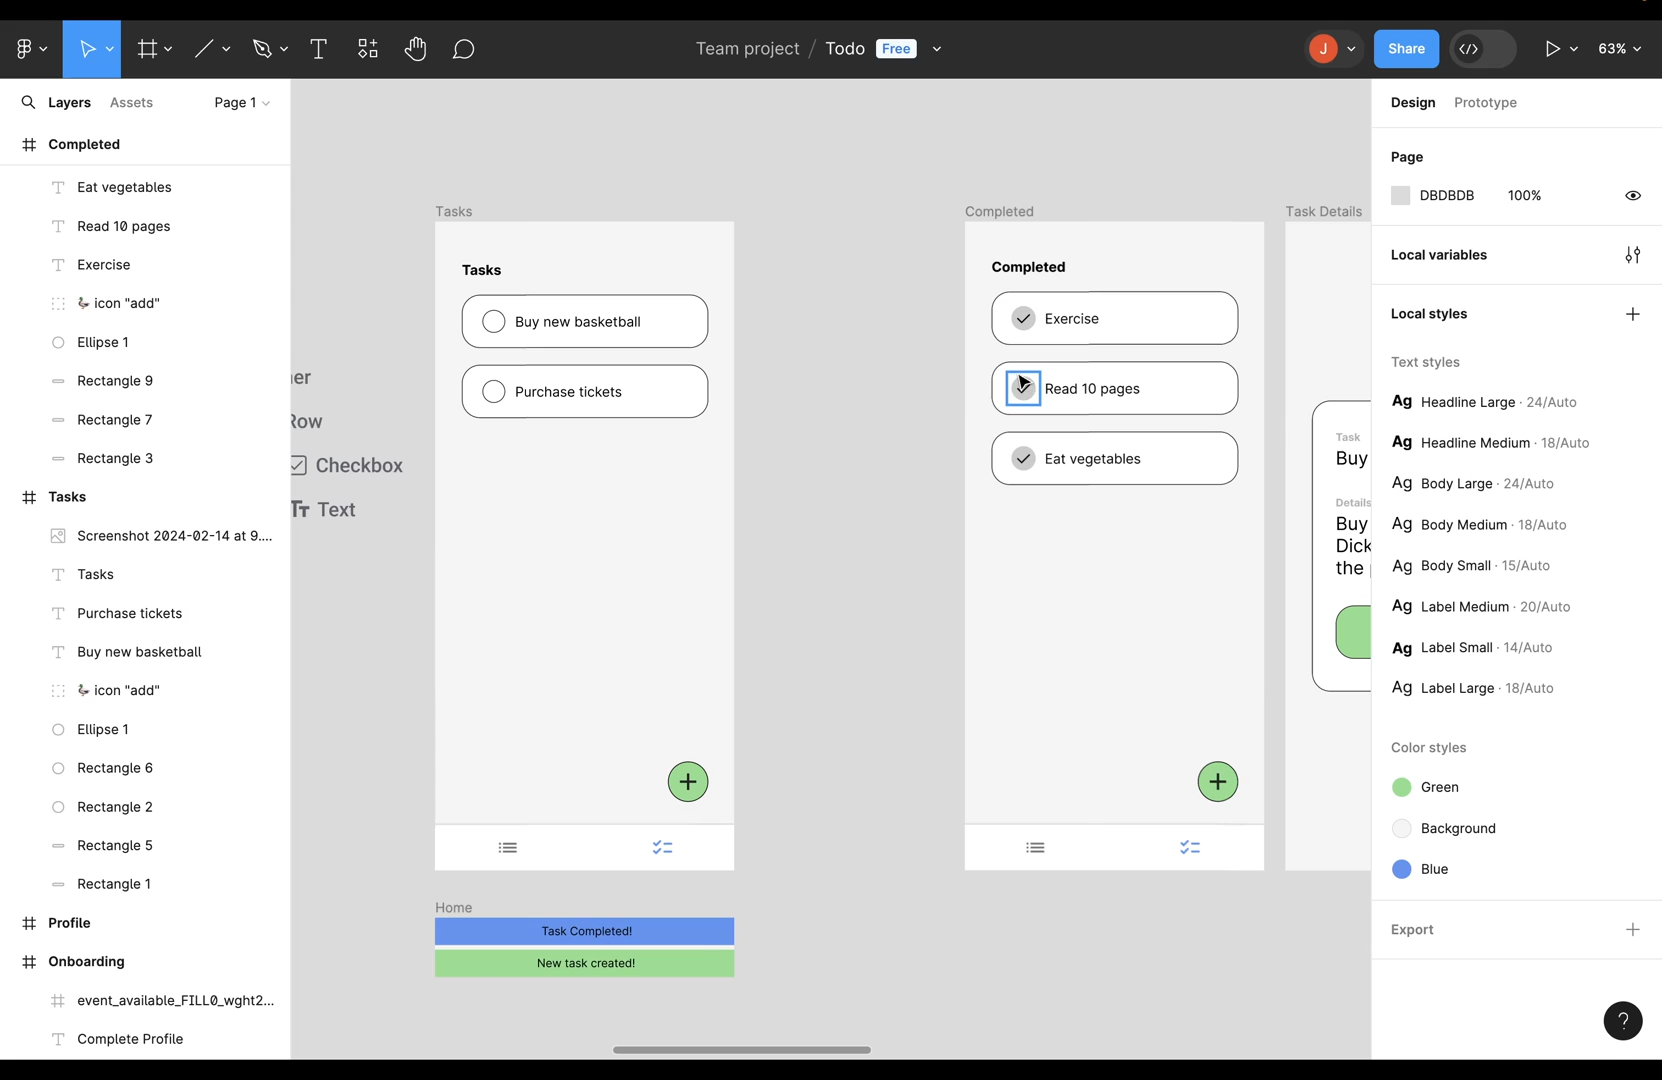 Team project / Todo Free
J
Share
63%
Layers
Assets
Page 1
Completed
Eat vegetables
Read 10 pages
Exercise
icon "add"
Ellipse 1
Rectangle 9
Rectangle 7
Rectangle 3
Tasks
Screenshot 2024-02-14 at 9....
Tasks
Purchase tickets
Buy new basketball
icon "add"
Ellipse 1
Rectangle 6
Rectangle 2
Rectangle 5
Rectangle 1
Profile
Onboarding
event_available_FILL0_wght2...
Complete Profile
Row
Checkbox
Tт Text
Tasks
Tasks
Buy new basketball
Purchase tickets
Home
Task Completed!
New task created!
Completed
Completed
Exercise
Read 10 pages
Eat vegetables
Task Details
Task
Buy
Details
Buy
Dick
the
Design
Prototype
Page
DBDBDB 100%
Local variables
Local styles
Text styles
Ag Headline Large · 24/Auto
Ag Headline Medium · 18/Auto
Ag Body Large · 24/Auto
Ag Body Medium · 18/Auto
Ag Body Small · 15/Auto
Ag Label Medium · 20/Auto
Ag Label Small · 14/Auto
Ag Label Large · 18/Auto
Color styles
Green
Background
Blue
Export
?